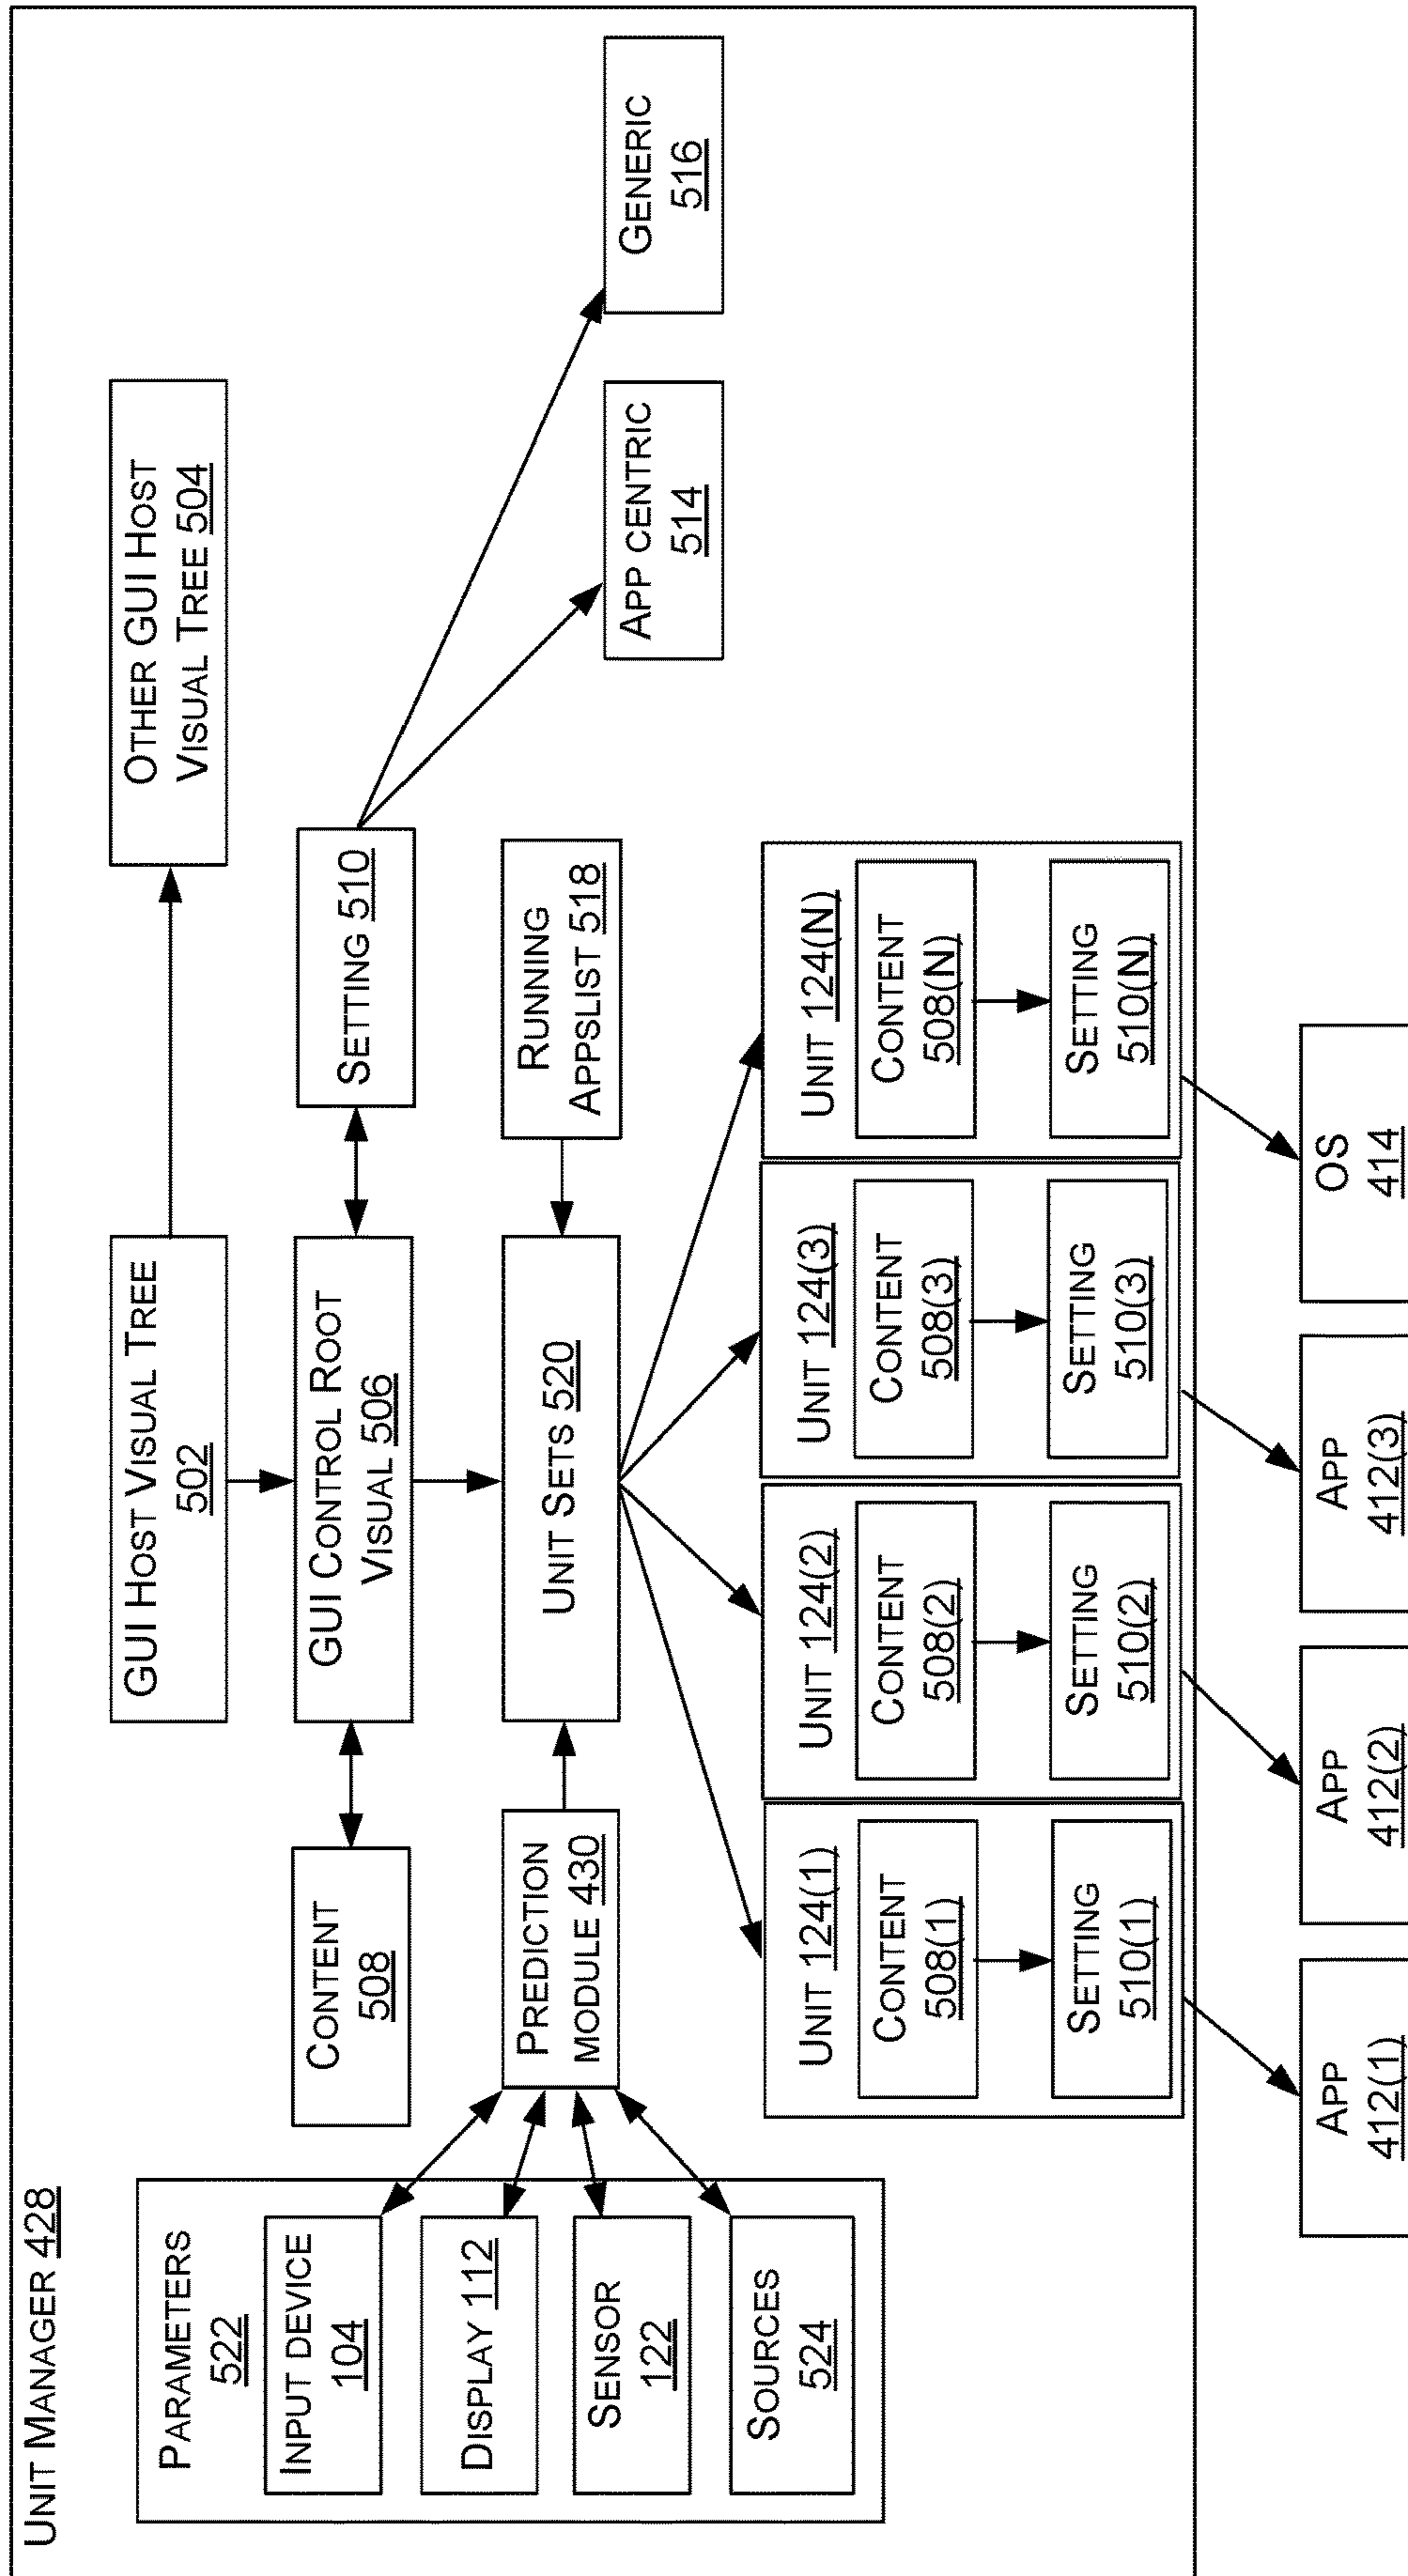 UNIT MANAGER 428
PARAMETERS
522
INPUT DEVICE
104
DISPLAY 112
SENSOR
122
SOURCES
524
GUI HOST VISUAL TREE
502
OTHER GUI HOST
VISUAL TREE 504
CONTENT
508
GUI CONTROL ROOT
VISUAL 506
SETTING 510
PREDICTION
MODULE 430
UNIT SETS 520
RUNNING
APPSLIST 518
APP CENTRIC
514
GENERIC
516
UNIT 124(1)
CONTENT
508(1)
SETTING
510(1)
UNIT 124(2)
CONTENT
508(2)
SETTING
510(2)
UNIT 124(3)
CONTENT
508(3)
SETTING
510(3)
UNIT 124(N)
CONTENT
508(N)
SETTING
510(N)
APP
412(1)
APP
412(2)
APP
412(3)
OS
414